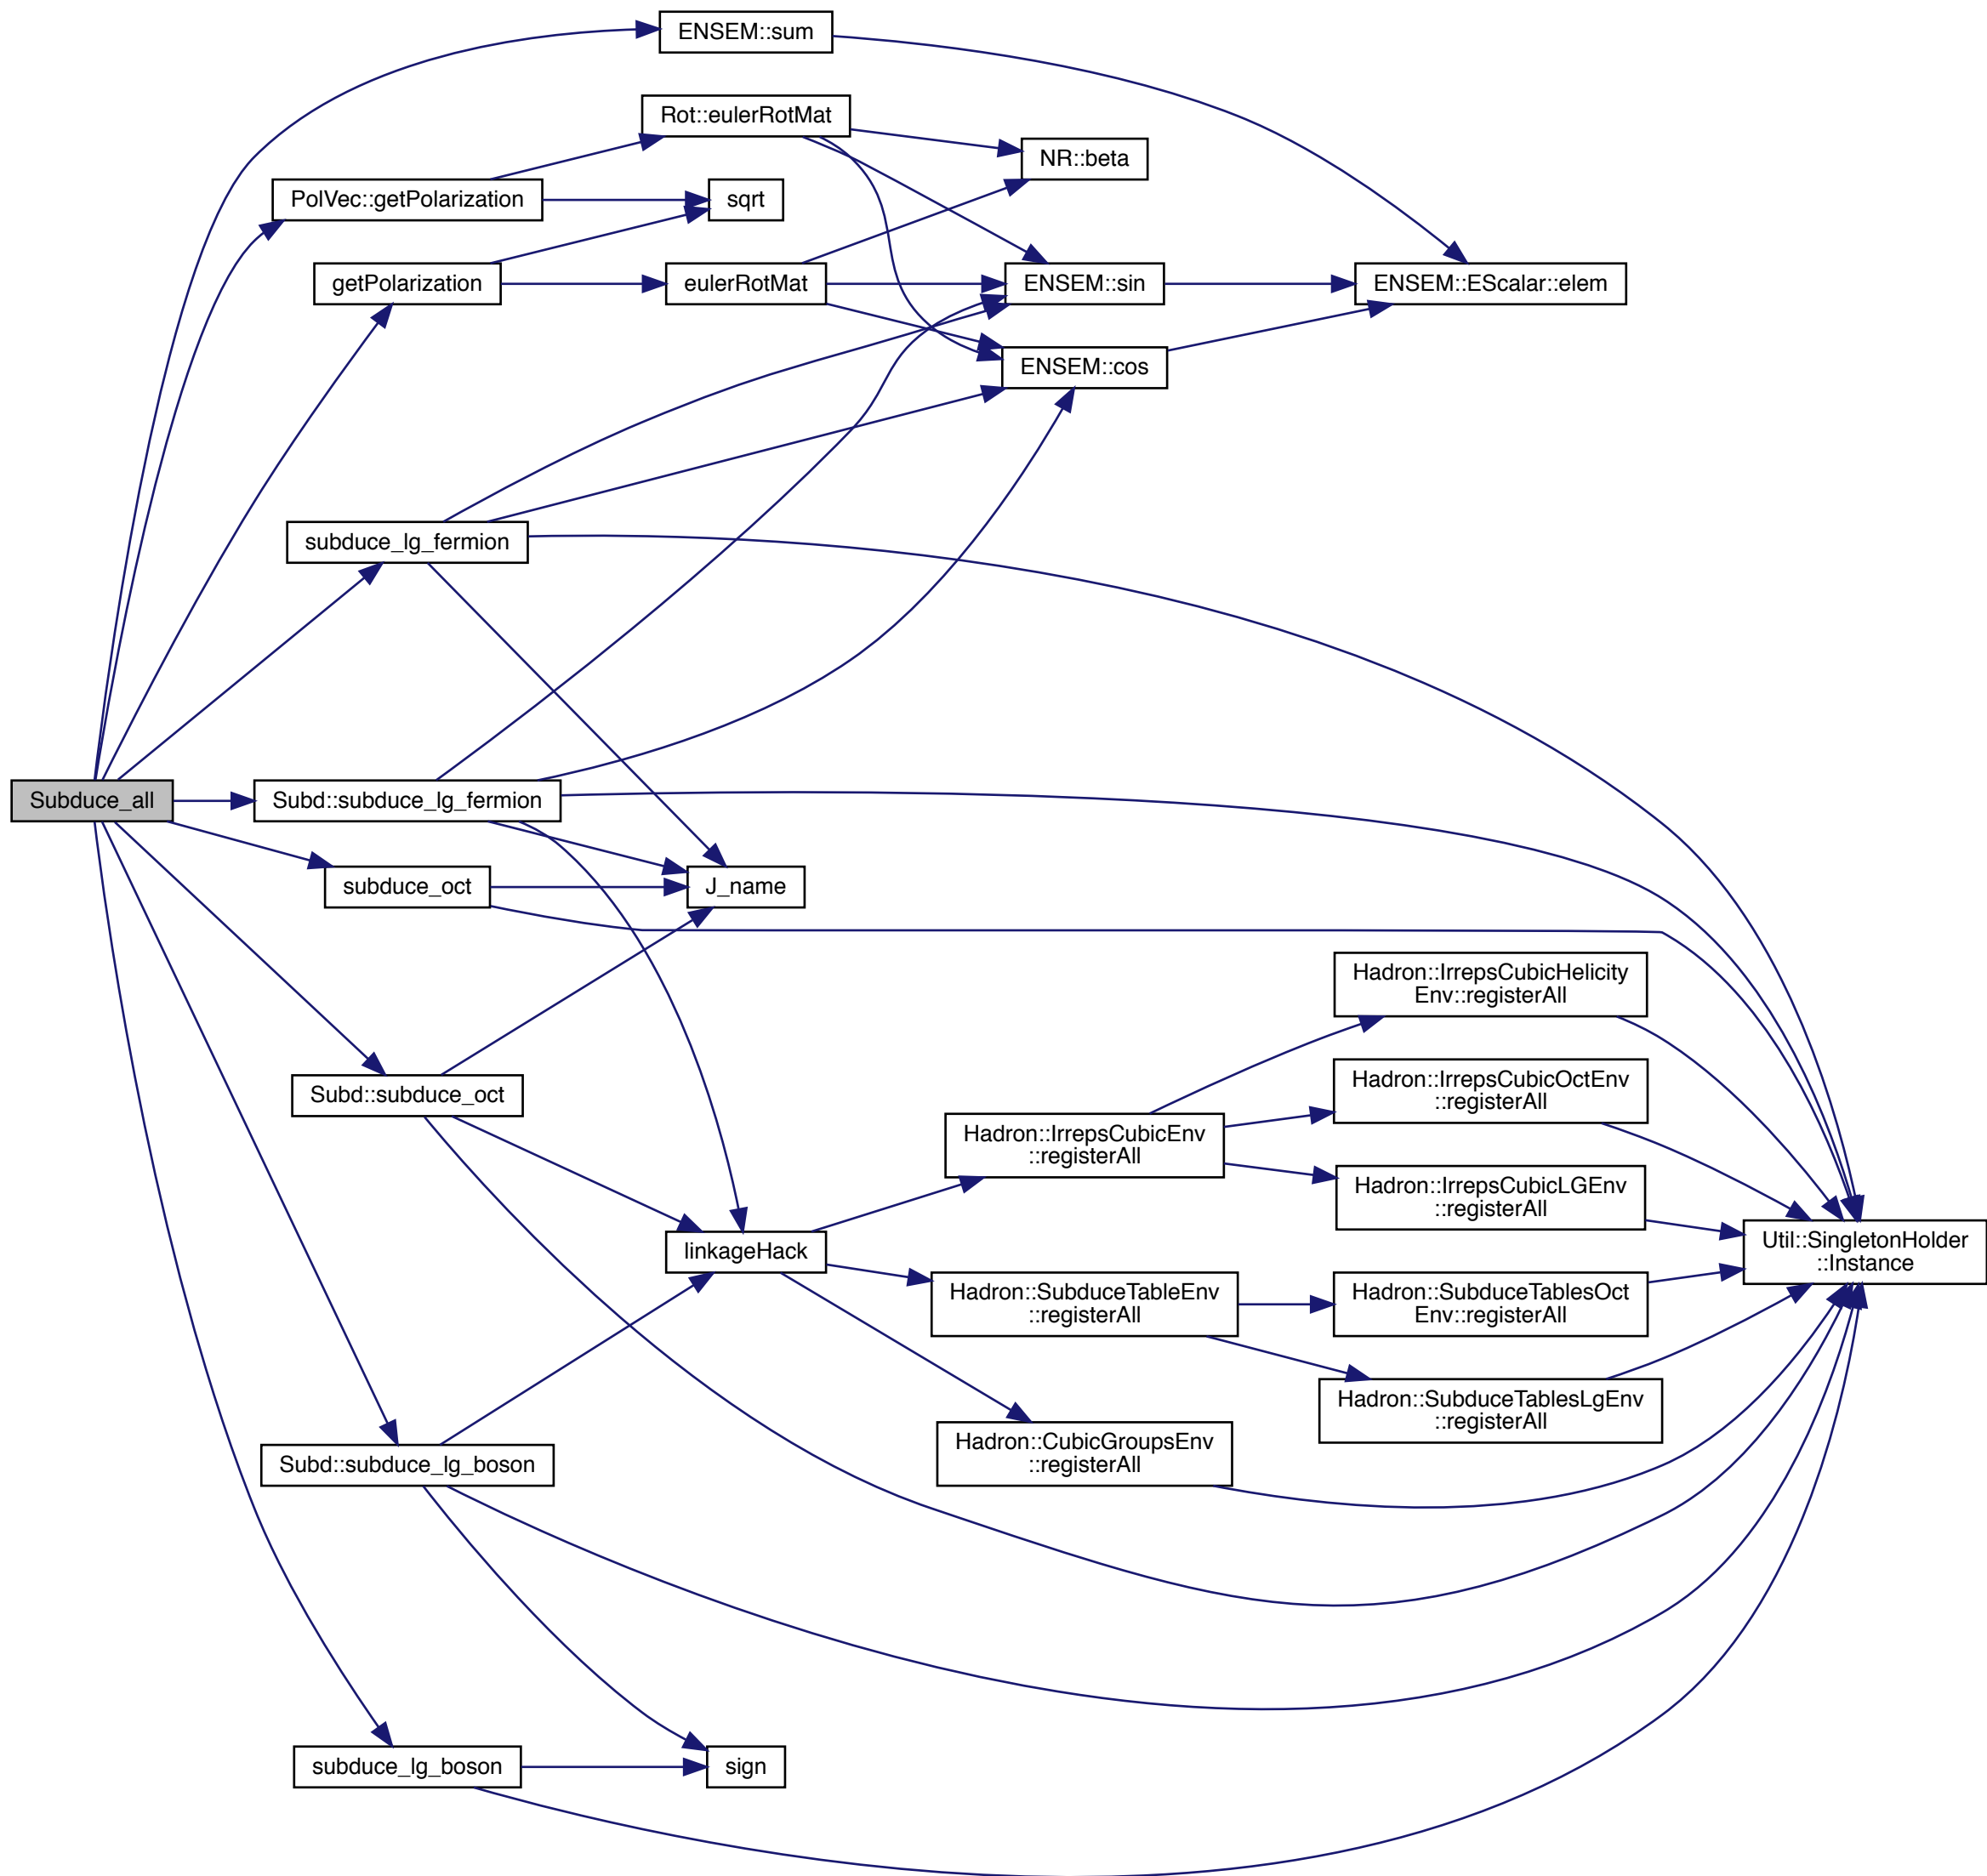 ENSEM::sum
Rot::eulerRotMat
NR::beta
PolVec::getPolarization
sqrt
getPolarization
eulerRotMat
ENSEM::sin
ENSEM::EScalar::elem
ENSEM::cos
subduce_lg_fermion
Subduce_all
Subd::subduce_lg_fermion
subduce_oct
J_name
Hadron::IrrepsCubicHelicity
Env::registerAll
Hadron::IrrepsCubicOctEnv
::registerAll
Subd::subduce_oct
Hadron::IrrepsCubicEnv
::registerAll
Hadron::IrrepsCubicLGEnv
::registerAll
linkageHack
Util::SingletonHolder
::Instance
Hadron::SubduceTableEnv
::registerAll
Hadron::SubduceTablesOct
Env::registerAll
Hadron::SubduceTablesLgEnv
::registerAll
Hadron::CubicGroupsEnv
::registerAll
Subd::subduce_lg_boson
subduce_lg_boson
sign